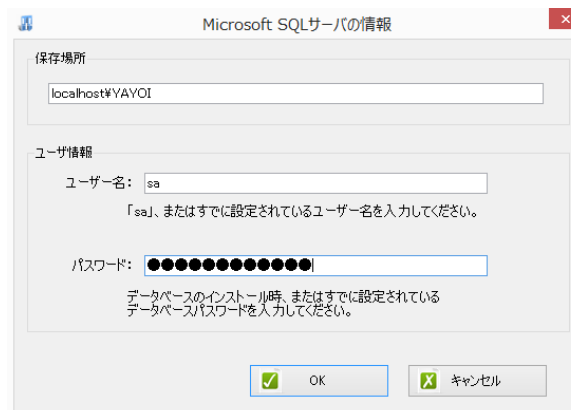 Microsoft SQLサーバの情報
保存場所
localhost¥YAYOI
ユーザ情報
ユーザー名: sa
「sa」、またはすでに設定されているユーザー名を入力してください。
パスワード: ●●●●●●●●●●●●
データベースのインストール時、またはすでに設定されている
データベースパスワードを入力してください。
OK キャンセル